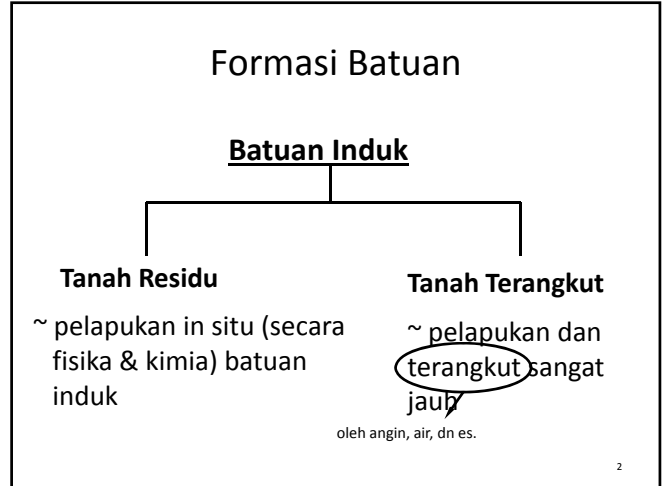 Formasi Batuan
Batuan Induk
Tanah Residu
~ pelapukan in situ (secara
fisika & kimia) batuan
induk
Tanah Terangkut
~ pelapukan dan
terangkut sangat
jauh
oleh angin, air, dn es.
2